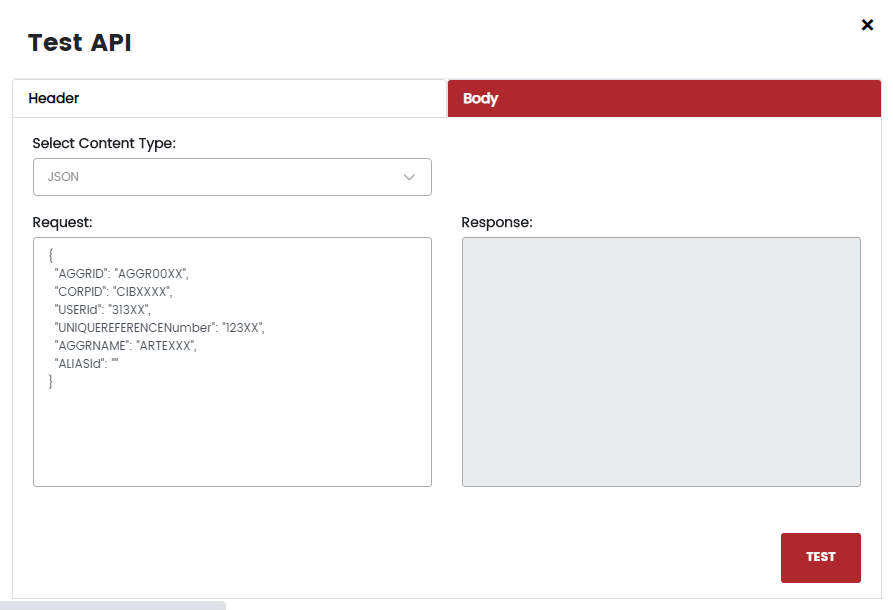 Test API
×
Header
Body
Select Content Type:
JSON
Request:
Response:
{
"AGGRID": "AGGR00XX",
"CORPID": "CIBXXXX",
"USERId": "313XX",
"UNIQUEREFERENCENumber": "123XX",
"AGGRNAME": "ARTEXXX",
"ALIASId": ""
}
TEST